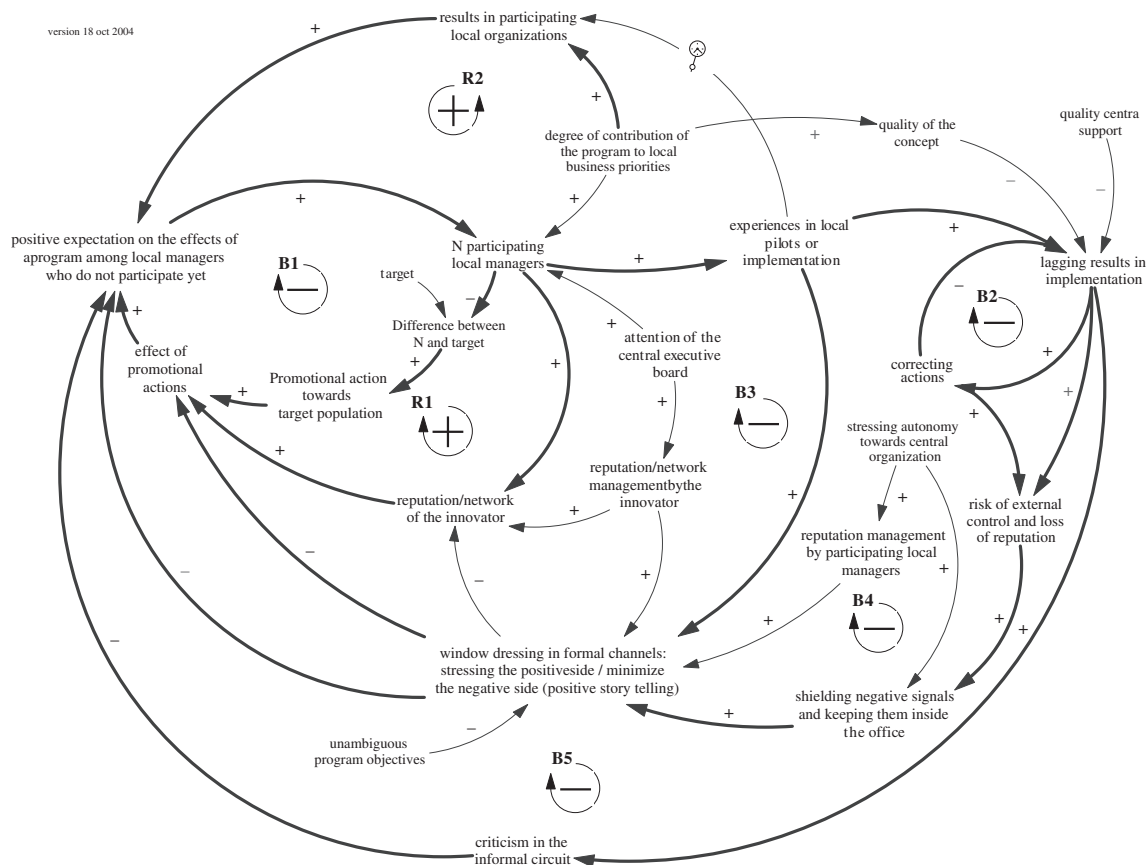 version 18 oct 2004
results in participating
local organizations
+
R2
+
degree of contribution of
the program to local
business priorities
+
quality of the
concept
quality centra
support
–
–
+
+
positive expectation on the effects of
aprogram among local managers
who do not participate yet
B1
N participating
local managers
+
experiences in local
pilots or
implementation
+
lagging results in
implementation
target
–
Difference between
N and target
+
effect of
promotional
actions
+
Promotional action
towards
target population
+
R1
+
+
attention of the
central executive
board
+
B3
–
B2
correcting
actions
+
+
+
stressing autonomy
towards central
organization
reputation/network
managementbythe
innovator
+
reputation/network
of the innovator
+
+
+
reputation management
by participating local
managers
risk of external
control and loss
of reputation
–
–
–
+
+
+
B4
–
+
+
window dressing in formal channels:
stressing the positiveside / minimize
the negative side (positive story telling)
shielding negative signals
and keeping them inside
the office
+
–
unambiguous
program objectives
B5
criticism in the
informal circuit